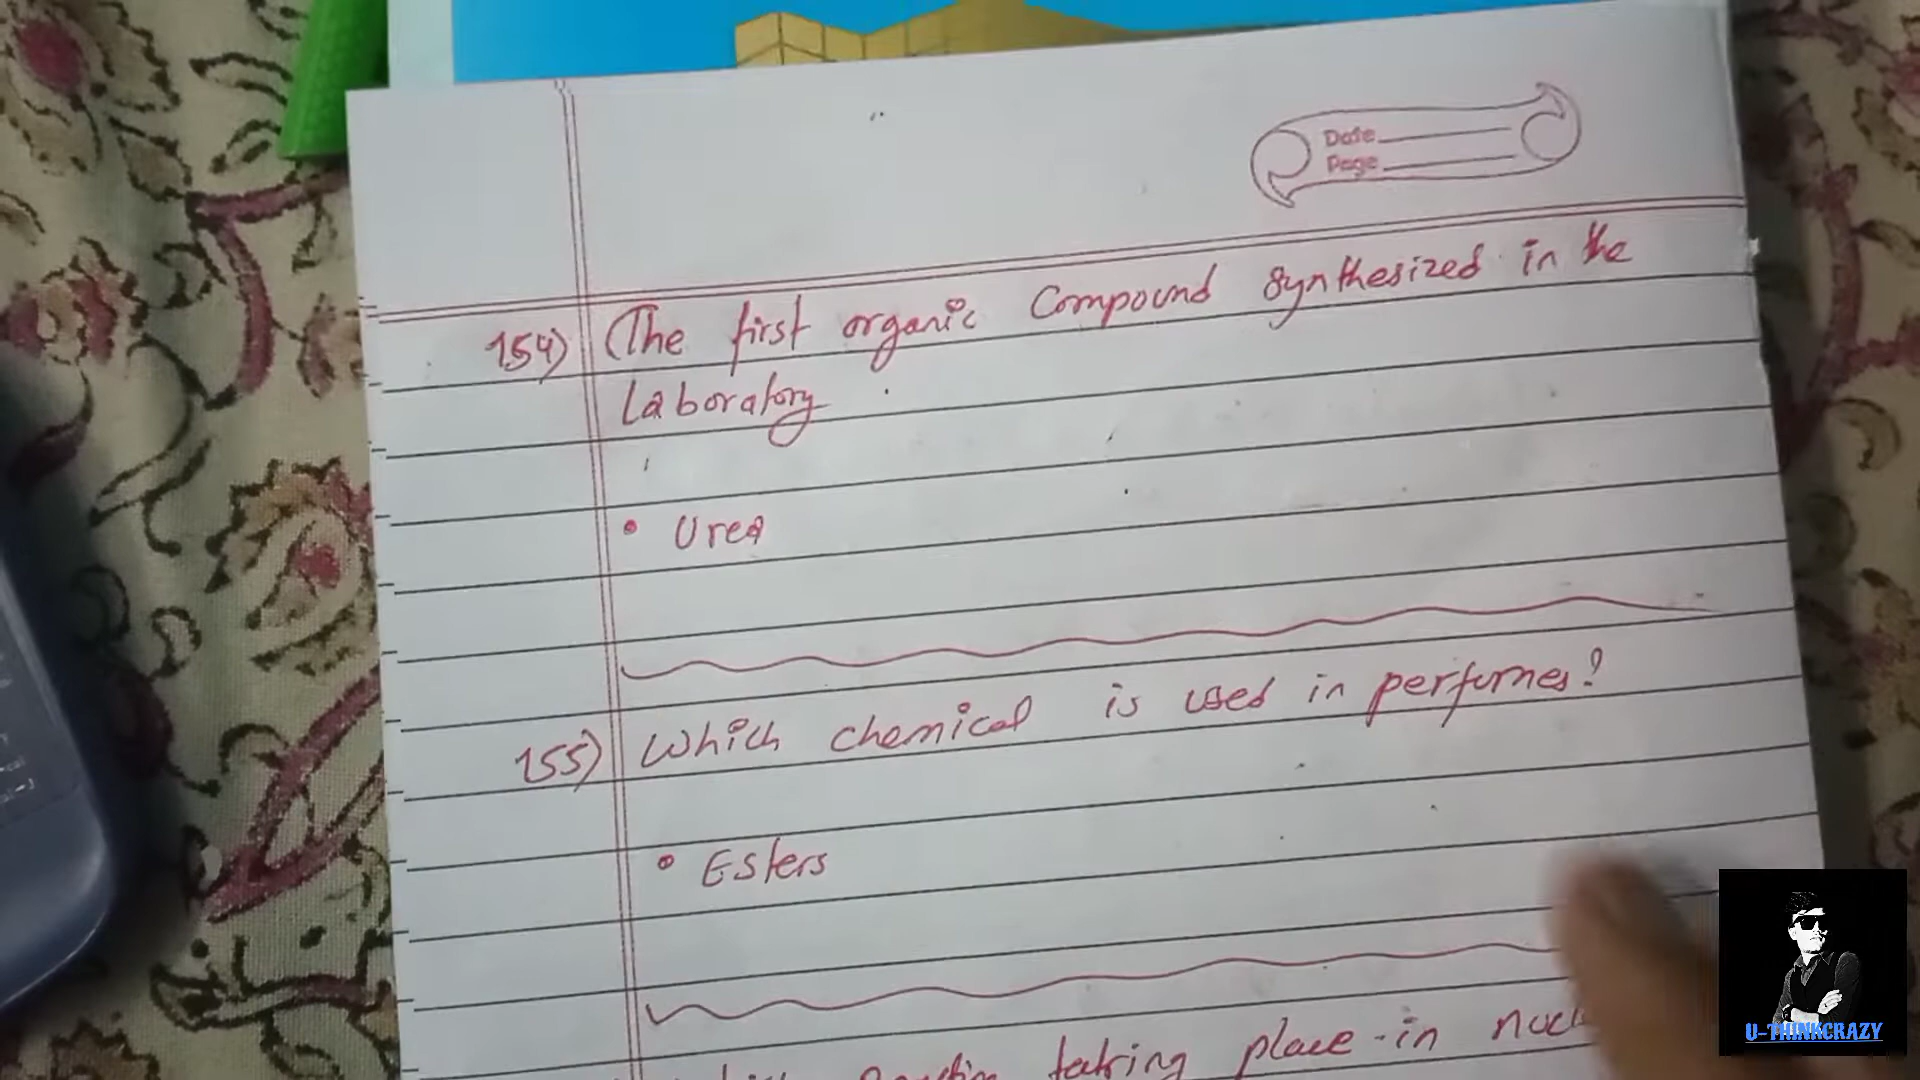 Date
Page
154) The first organic Compound synthesized in the
Laboratory
• Urea
155) Which chemical is used in perfumes?
• Esters
taking place in
U-THINKCRAZY